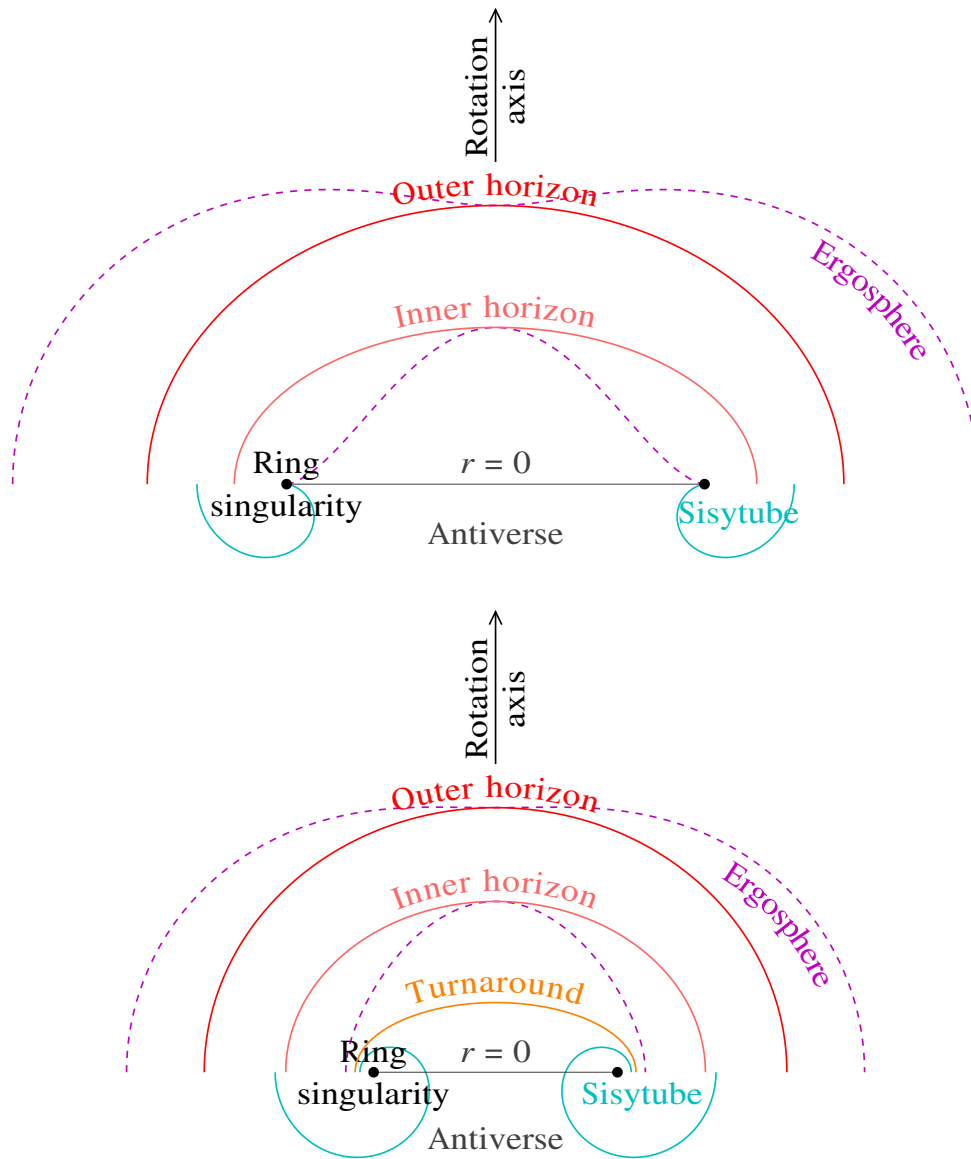 Rotation
axis
Outer horizon
Ergosphere
Inner horizon
Ring
singularity
r = 0
Sisytube
Antiverse
Rotation
axis
Outer horizon
Ergosphere
Inner horizon
Turnaround
Ring
singularity
r = 0
Sisytube
Antiverse